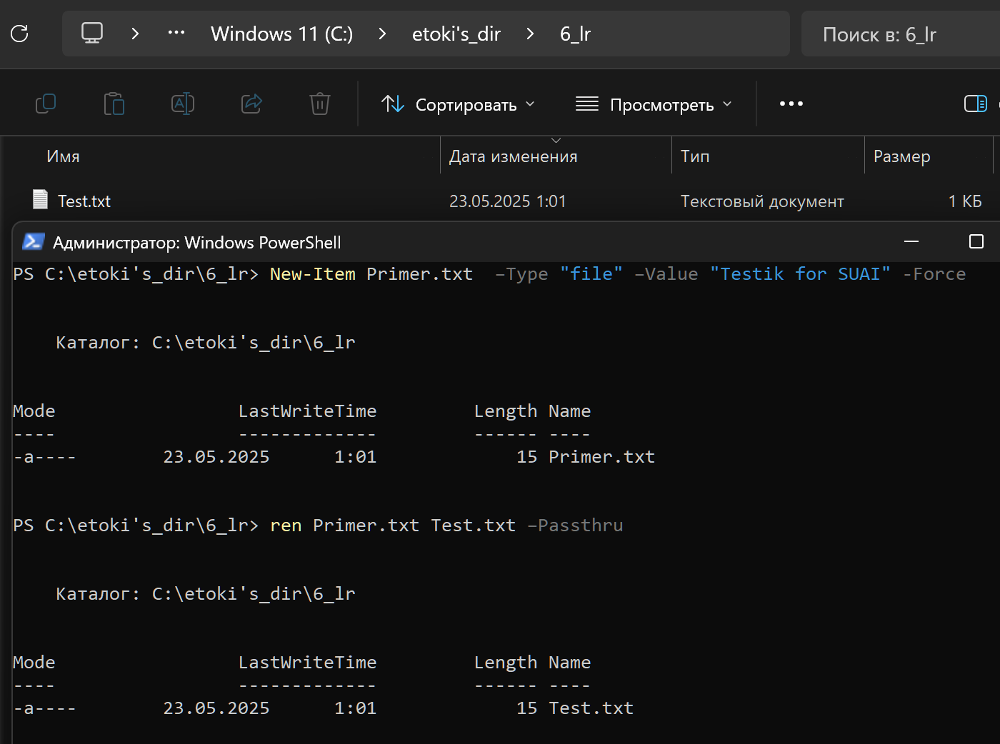 Windows 11 (C:) etoki's_dir 6_lr Поиск в: 6_lr
Сортировать Просмотреть
Имя Дата изменения Тип Размер
Test.txt 23.05.2025 1:01 Текстовый документ 1 КБ
Администратор: Windows PowerShell
PS C:\etoki's_dir\6_lr> New-Item Primer.txt  –Type "file" –Value "Testik for SUAI" -Force
Каталог: C:\etoki's_dir\6_lr
Mode LastWriteTime Length Name
---- ------------- ------ ----
-a---- 23.05.2025 1:01 15 Primer.txt
PS C:\etoki's_dir\6_lr> ren Primer.txt Test.txt –Passthru
Каталог: C:\etoki's_dir\6_lr
Mode LastWriteTime Length Name
---- ------------- ------ ----
-a---- 23.05.2025 1:01 15 Test.txt